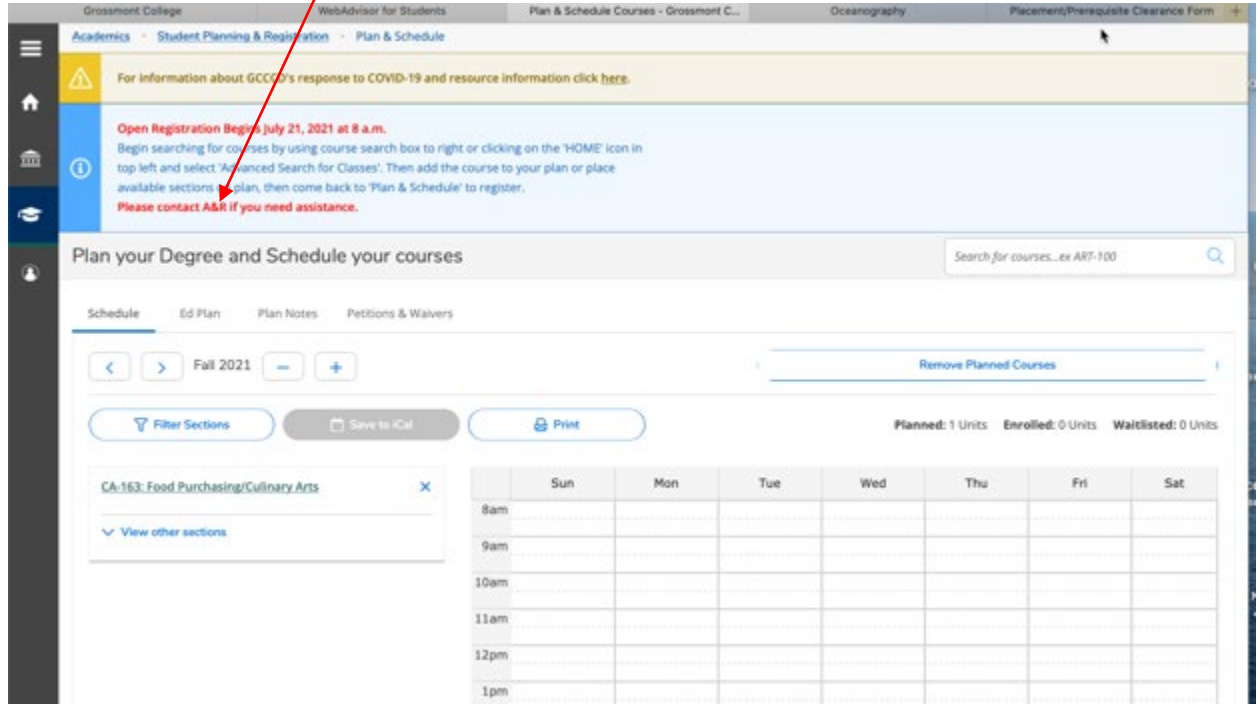 Grossmont College WebAdvisor for Students Plan & Schedule Courses - Grossmont C... Oceanography Placement/Prerequisite Clearance Form +
Academics · Student Planning & Registration · Plan & Schedule
For information about GCCCD's response to COVID-19 and resource information click here.
Open Registration Begins July 21, 2021 at 8 a.m.
Begin searching for courses by using course search box to right or clicking on the 'HOME' icon in
top left and select 'Advanced Search for Classes'. Then add the course to your plan or place
available sections on plan, then come back to 'Plan & Schedule' to register.
Please contact A&R if you need assistance.
Plan your Degree and Schedule your courses
Search for courses...ex ART-100
Schedule Ed Plan Plan Notes Petitions & Waivers
Fall 2021
Remove Planned Courses
Filter Sections Save to iCal Print
Planned: 1 Units Enrolled: 0 Units Waitlisted: 0 Units
CA-163: Food Purchasing/Culinary Arts
View other sections
Sun Mon Tue Wed Thu Fri Sat
8am
9am
10am
11am
12pm
1pm